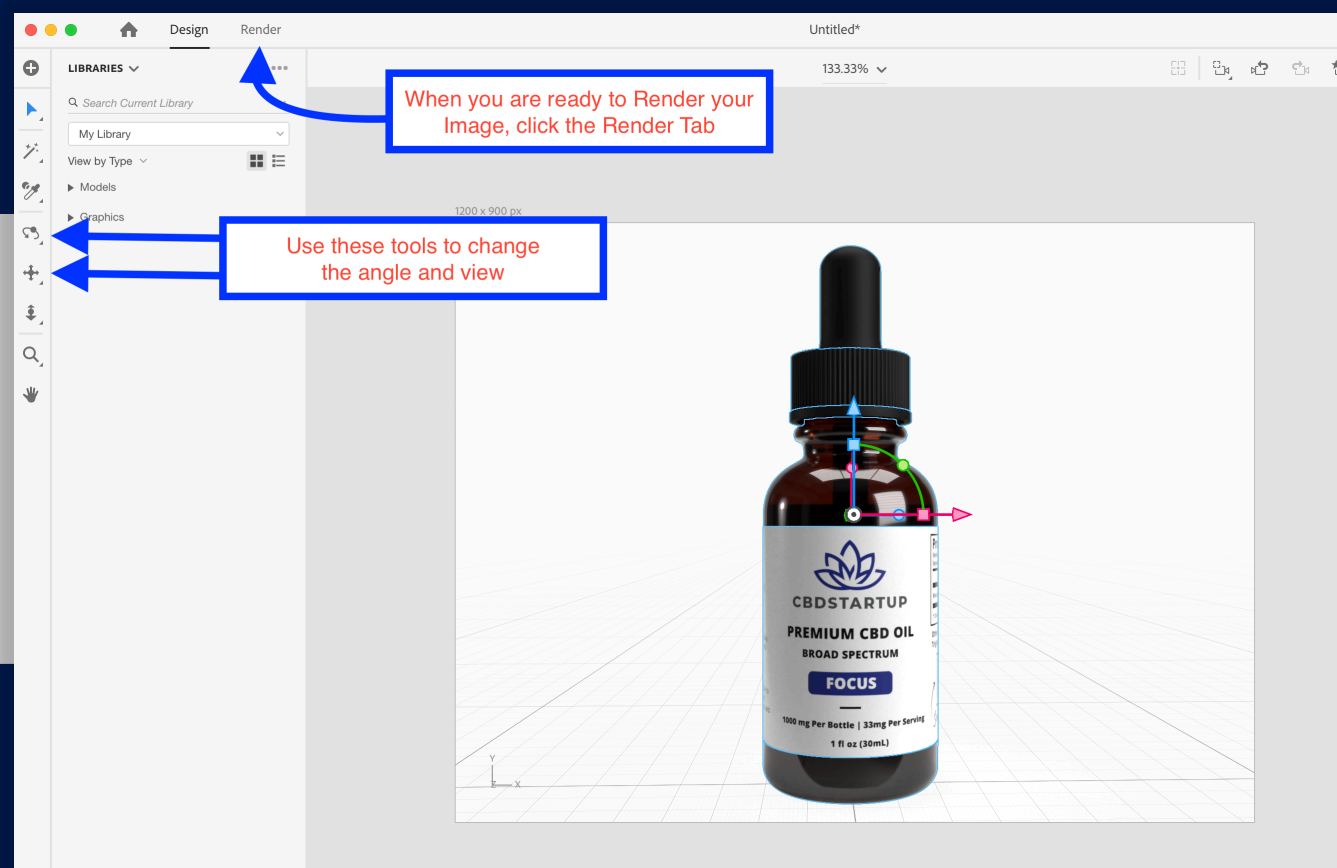 Design
Render
Untitled*
LIBRARIES
133.33%
When you are ready to Render your
Image, click the Render Tab
Search Current Library
My Library
View by Type
Models
Graphics
1200 x 900 px
Use these tools to change
the angle and view
CBDSTARTUP
PREMIUM CBD OIL
BROAD SPECTRUM
FOCUS
1000 mg Per Bottle | 33mg Per Serving
1 fl oz (30mL)
Y
Z
X